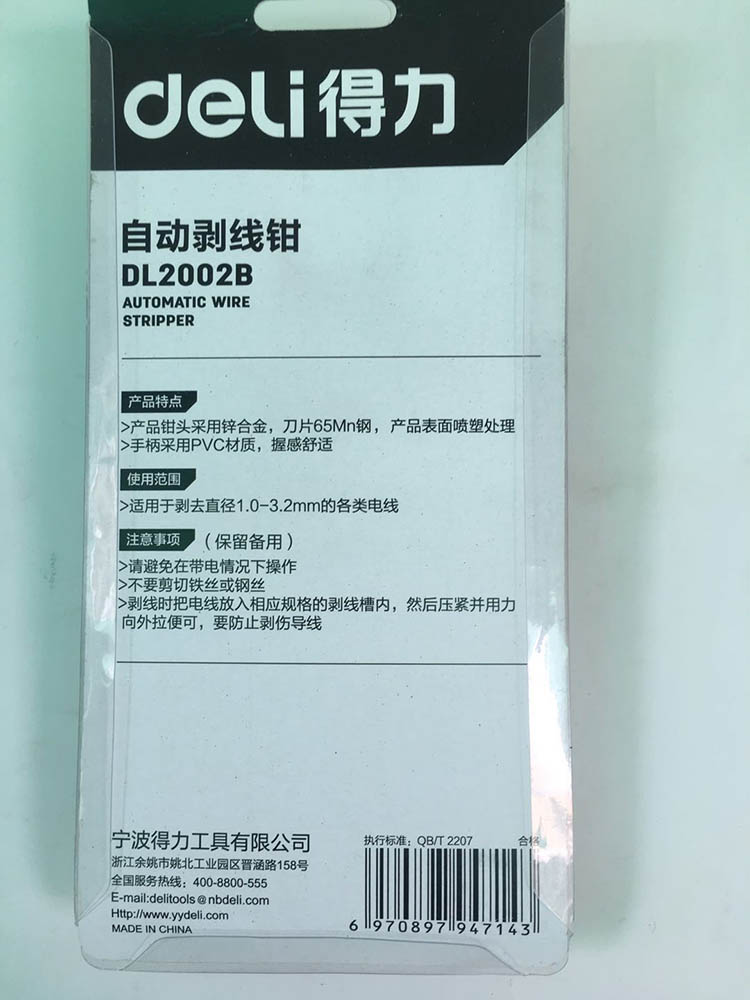 deli得力
自动剥线钳
DL2002B
AUTOMATIC WIRE
STRIPPER
产品特点
>产品钳头采用锌合金，刀片65Mn钢，产品表面喷塑处理
>手柄采用PVC材质，握感舒适
使用范围
>适用于剥去直径1.0-3.2mm的各类电线
注意事项 （保留备用）
>请避免在带电情况下操作
>不要剪切铁丝或钢丝
>剥线时把电线放入相应规格的剥线槽内，然后压紧并用力
向外拉便可，要防止剥伤导线
宁波得力工具有限公司
浙江余姚市姚北工业园区晋涵路158号
全国服务热线：400-8800-555
E-mail:delitools@nbdeli.com
Http://www.yydeli.com
MADE IN CHINA
执行标准：QB/T 2207 合格
6 970897 947143